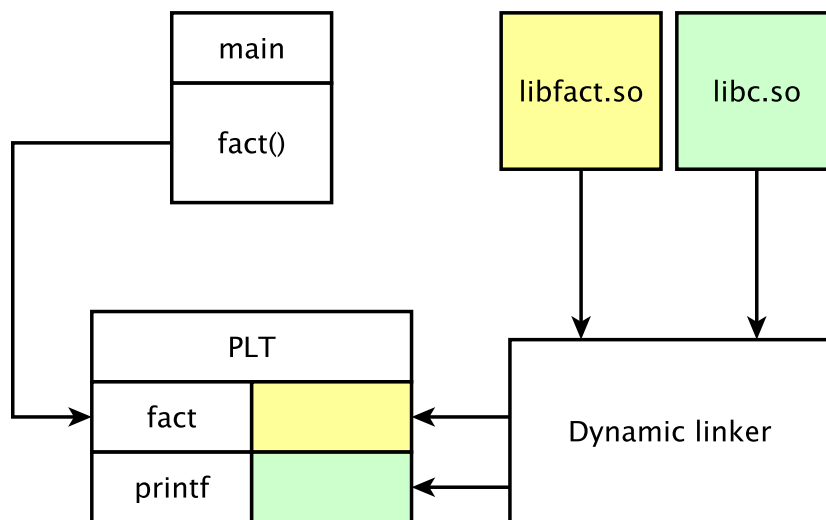 main
fact()
libfact.so
libc.so
PLT
fact
printf
Dynamic linker